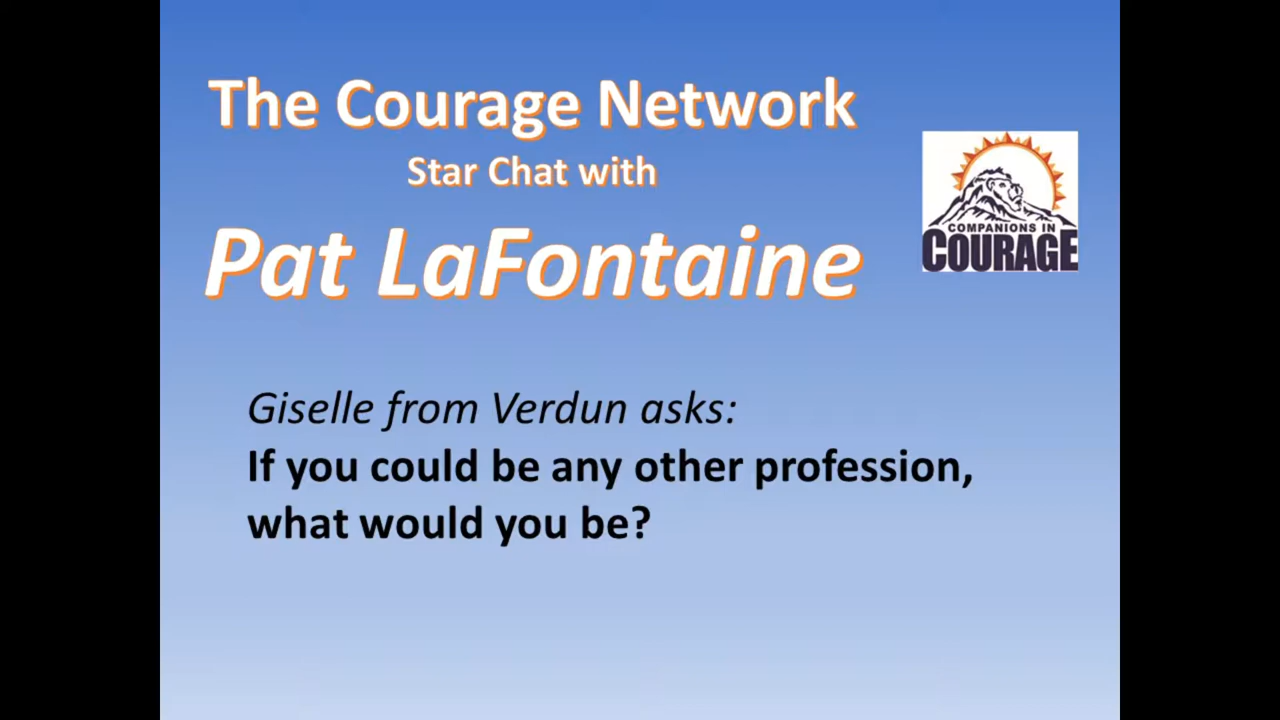 The Courage Network
Star Chat with
Pat LaFontaine
COMPANIONS IN
COURAGE
Giselle from Verdun asks:
If you could be any other profession,
what would you be?